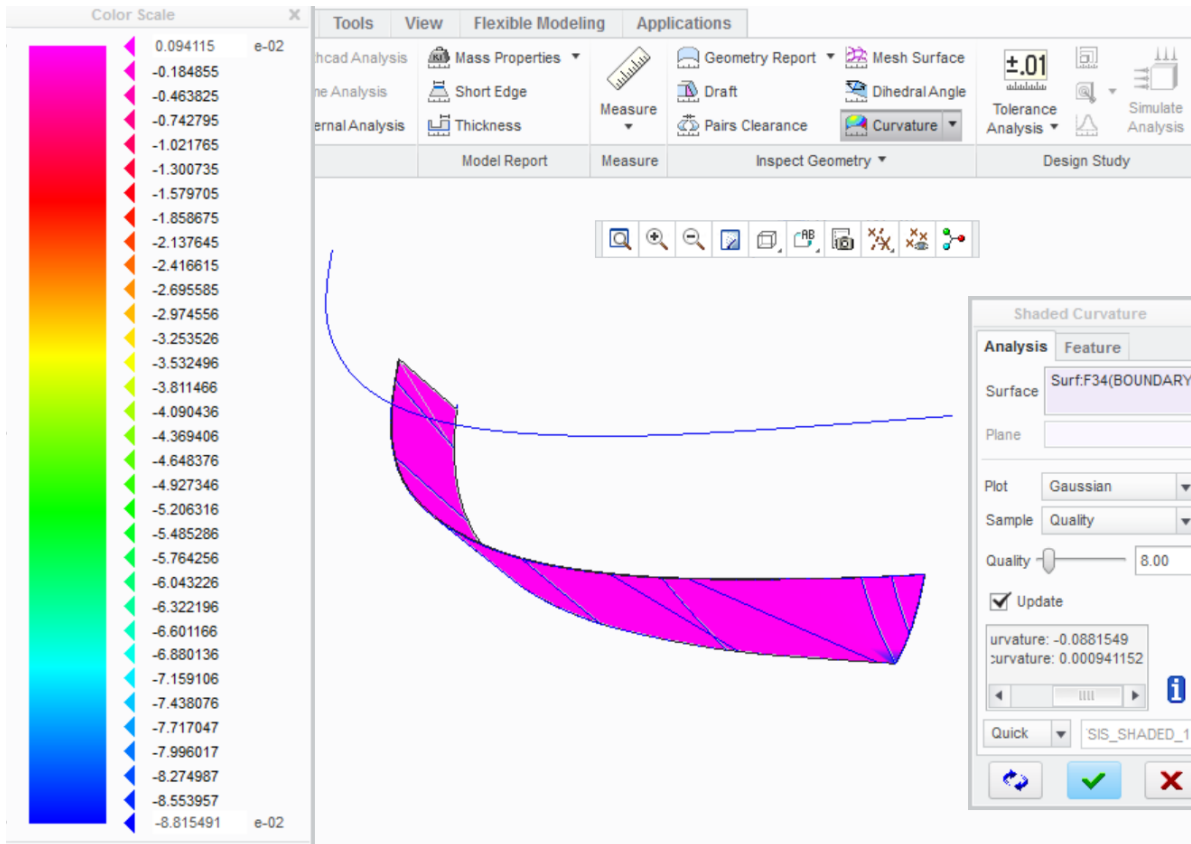 Color Scale
0.094115 e-02
-0.184855
-0.463825
-0.742795
-1.021765
-1.300735
-1.579705
-1.858675
-2.137645
-2.416615
-2.695585
-2.974556
-3.253526
-3.532496
-3.811466
-4.090436
-4.369406
-4.648376
-4.927346
-5.206316
-5.485286
-5.764256
-6.043226
-6.322196
-6.601166
-6.880136
-7.159106
-7.438076
-7.717047
-7.996017
-8.274987
-8.553957
-8.815491 e-02
Tools View Flexible Modeling Applications
hcad Analysis Mass Properties Geometry Report Mesh Surface
ne Analysis Short Edge Draft Dihedral Angle
ernal Analysis Thickness Pairs Clearance Curvature
Measure
±.01
Tolerance
Analysis
Simulate
Analysis
Model Report Measure Inspect Geometry Design Study
AB
Shaded Curvature
Analysis Feature
Surface Surf:F34(BOUNDARY
Plane
Plot Gaussian
Sample Quality
Quality 8.00
Update
urvature: -0.0881549
curvature: 0.000941152
Quick SIS_SHADED_1